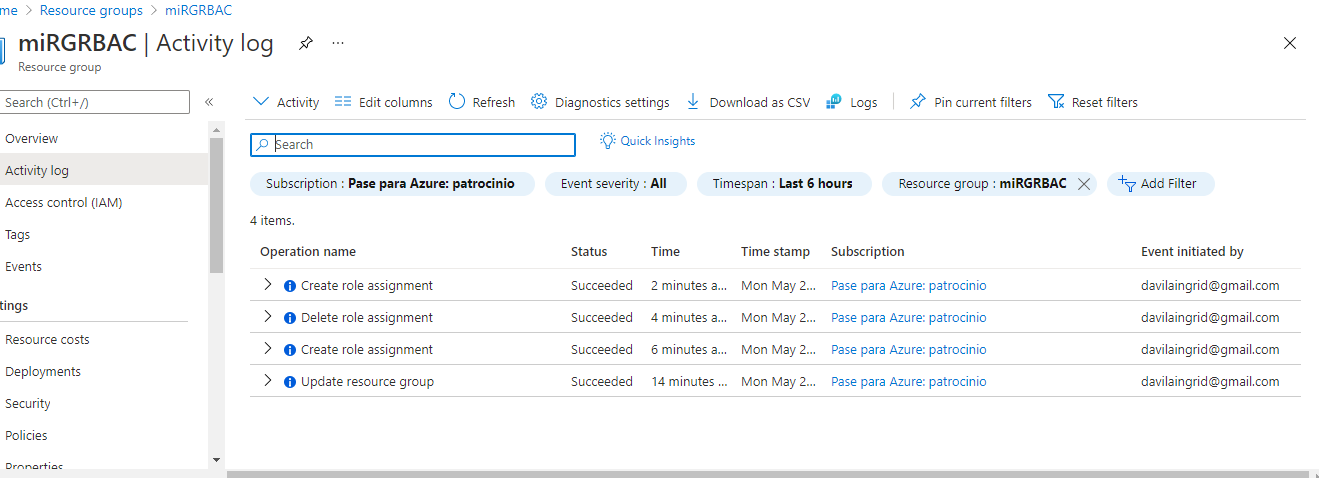 me > Resource groups > miRGRBAC
miRGRBAC | Activity log
Resource group
Search (Ctrl+/)
Overview
Activity log
Access control (IAM)
Tags
Events
tings
Resource costs
Deployments
Security
Policies
Properties
Activity Edit columns Refresh Diagnostics settings Download as CSV Logs Pin current filters Reset filters
Search Quick Insights
Subscription : Pase para Azure: patrocinio Event severity : All Timespan : Last 6 hours Resource group : miRGRBAC Add Filter
4 items.
Operation name Status Time Time stamp Subscription Event initiated by
Create role assignment Succeeded 2 minutes a... Mon May 2... Pase para Azure: patrocinio davilaingrid@gmail.com
Delete role assignment Succeeded 4 minutes a... Mon May 2... Pase para Azure: patrocinio davilaingrid@gmail.com
Create role assignment Succeeded 6 minutes a... Mon May 2... Pase para Azure: patrocinio davilaingrid@gmail.com
Update resource group Succeeded 14 minutes ... Mon May 2... Pase para Azure: patrocinio davilaingrid@gmail.com